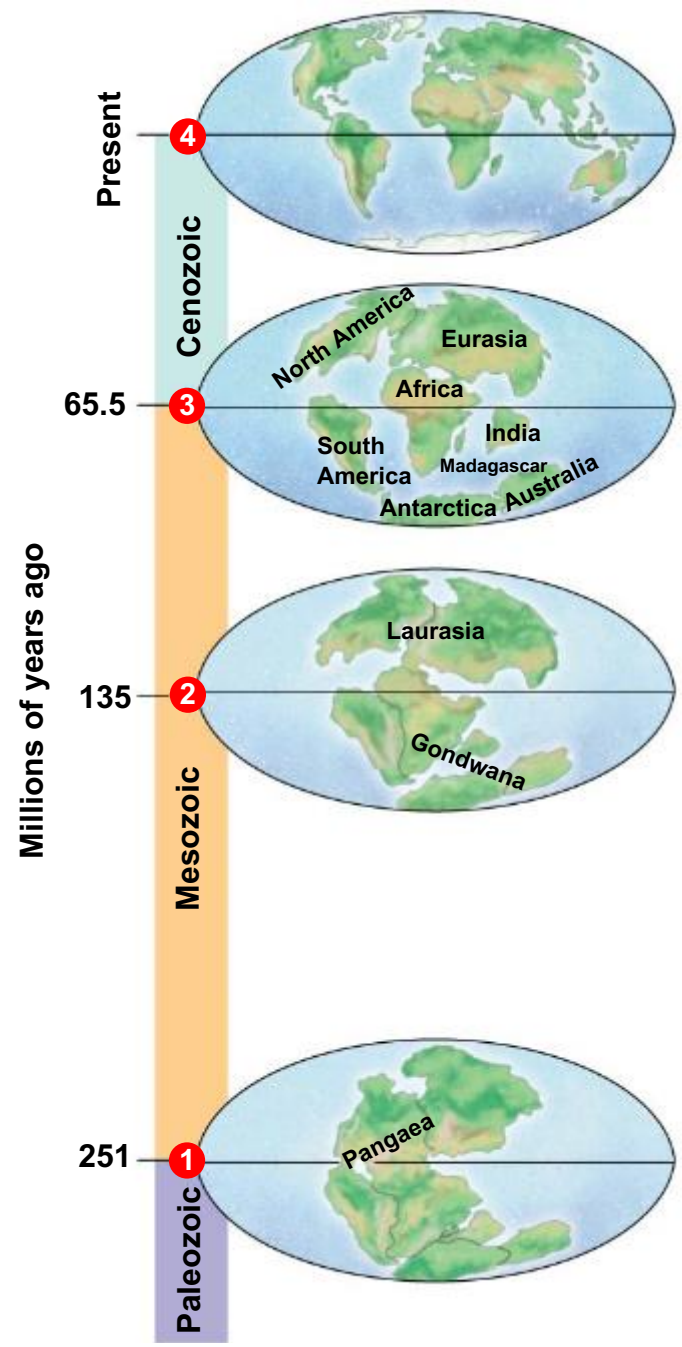 Present
4
Cenozoic
North America
Eurasia
Africa
65.5
3
India
South
America
Madagascar
Australia
Antarctica
Millions of years ago
Laurasia
135
2
Gondwana
Mesozoic
Pangaea
251
1
Paleozoic